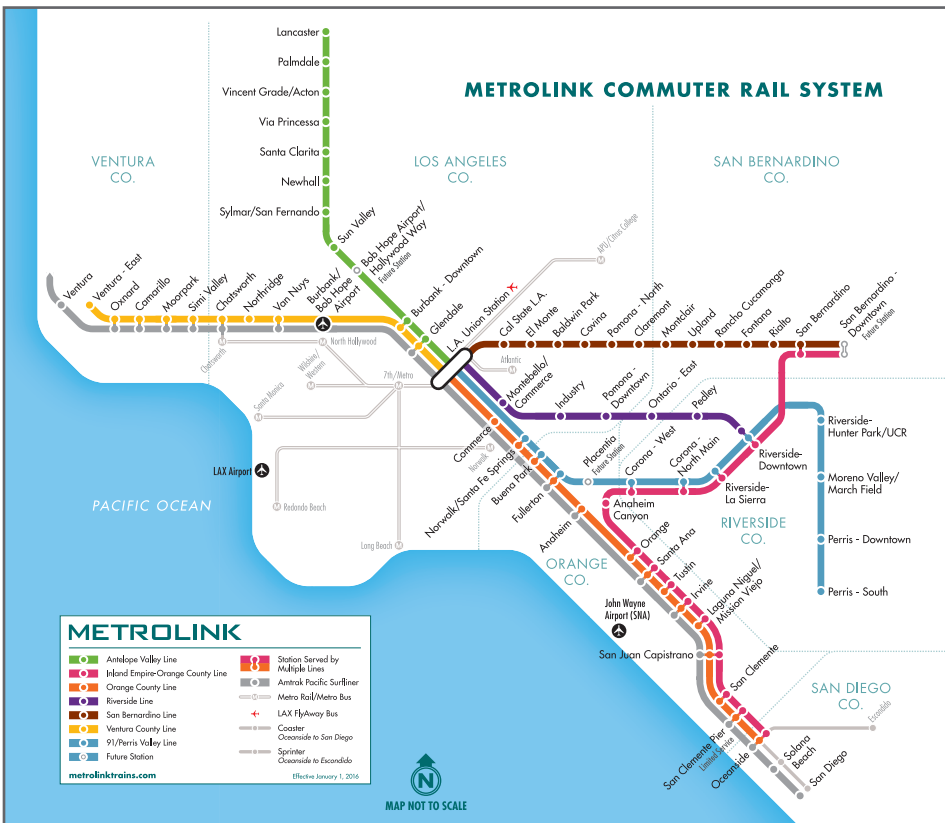 METROLINK COMMUTER RAIL SYSTEM
Lancaster
Palmdale
Vincent Grade/Acton
Via Princessa
Santa Clarita
Newhall
Sylmar/San Fernando
Sun Valley
Bob Hope Airport/
Hollywood Way
Future Station
VENTURA
CO.
LOS ANGELES
CO.
SAN BERNARDINO
CO.
APU/Citrus College
M
Ventura
Ventura - East
Oxnard
Camarillo
Moorpark
Simi Valley
Chatsworth
Northridge
Van Nuys
Burbank/
Bob Hope
Airport
Burbank - Downtown
Glendale
L.A. Union Station
Cal State L.A.
El Monte
Baldwin Park
Covina
Pomona - North
Claremont
Montclair
Upland
Rancho Cucamonga
Fontana
Rialto
San Bernardino
San Bernardino -
Downtown
Future Station
M
Chatsworth
M North Hollywood
Wilshire/
Western
M
7th/Metro
M
Santa Monica
M
Atlantic
M
Montebello/
Commerce
Industry
Pomona -
Downtown
Ontario - East
Pedley
Riverside-
Downtown
Riverside-
Hunter Park/UCR
Moreno Valley/
March Field
Perris - Downtown
Perris - South
Commerce
Norwalk
M
Norwalk/Santa Fe Springs
Buena Park
Fullerton
Placentia
Future Station
Corona - West
Corona -
North Main
Riverside-
La Sierra
Anaheim
Canyon
LAX Airport
M Redondo Beach
Long Beach M
PACIFIC OCEAN
RIVERSIDE
CO.
Anaheim
ORANGE
CO.
Orange
Santa Ana
Tustin
Irvine
Laguna Niguel/
Mission Viejo
John Wayne
Airport (SNA)
San Juan Capistrano
San Clemente
San Clemente Pier
Limited Service
Oceanside
SAN DIEGO
CO.
Escondido
Solana
Beach
San Diego
METROLINK
Antelope Valley Line
Inland Empire-Orange County Line
Orange County Line
Riverside Line
San Bernardino Line
Ventura County Line
91/Perris Valley Line
Future Station
Station Served by
Multiple Lines
Amtrak Pacific Surfliner
M Metro Rail/Metro Bus
LAX FlyAway Bus
Coaster
Oceanside to San Diego
Sprinter
Oceanside to Escondido
metrolinktrains.com
Effective January 1, 2016
N
MAP NOT TO SCALE